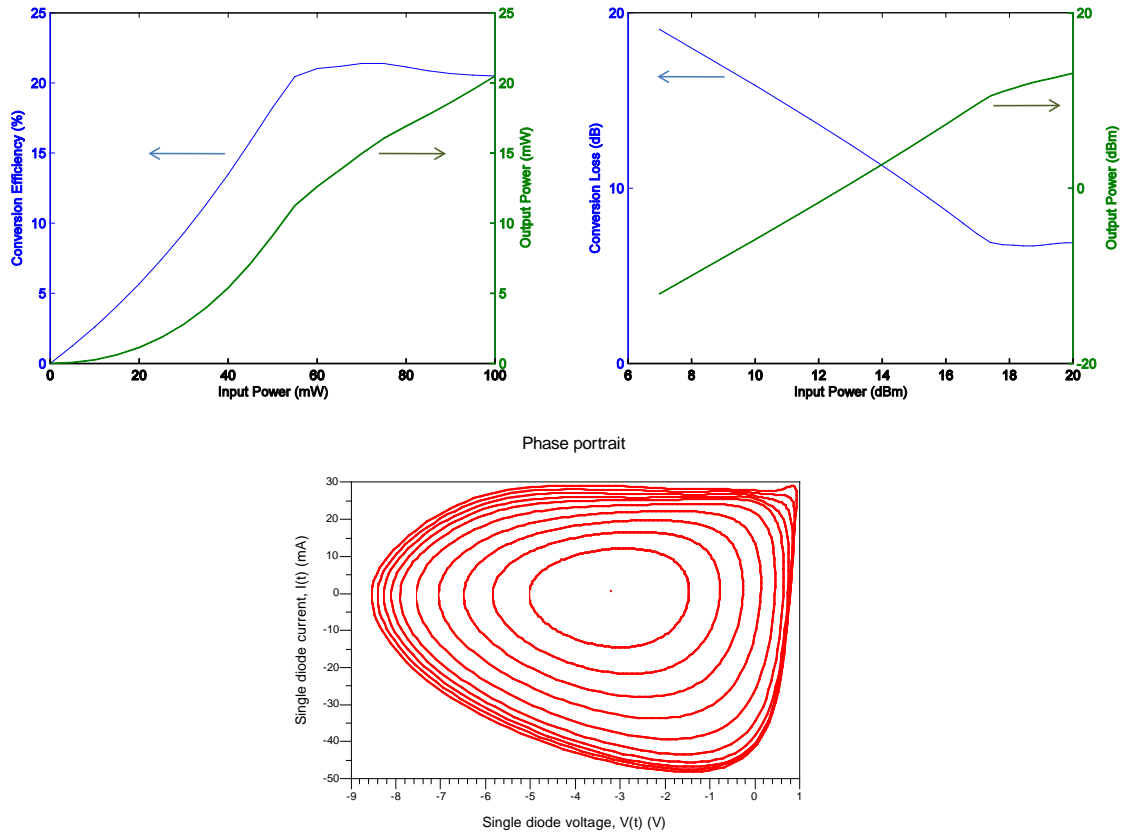 Conversion Efficiency (%)
25
20
15
10
5
0
0 20 40 60 80 100
Input Power (mW)
25
20
15
10
5
0
Output Power (mW)
Conversion Loss (dB)
20
10
0
6 8 10 12 14 16 18 20
Input Power (dBm)
20
0
-20
Output Power (dBm)
Phase portrait
Single diode current, I(t) (mA)
30
20
10
0
-10
-20
-30
-40
-50
-9 -8 -7 -6 -5 -4 -3 -2 -1 0 1
Single diode voltage, V(t) (V)